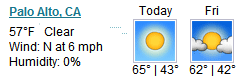 Palo Alto, CA
57°F Clear
Wind: N at 6 mph
Humidity: 0%
Today
65° | 43°
Fri
62° | 42°